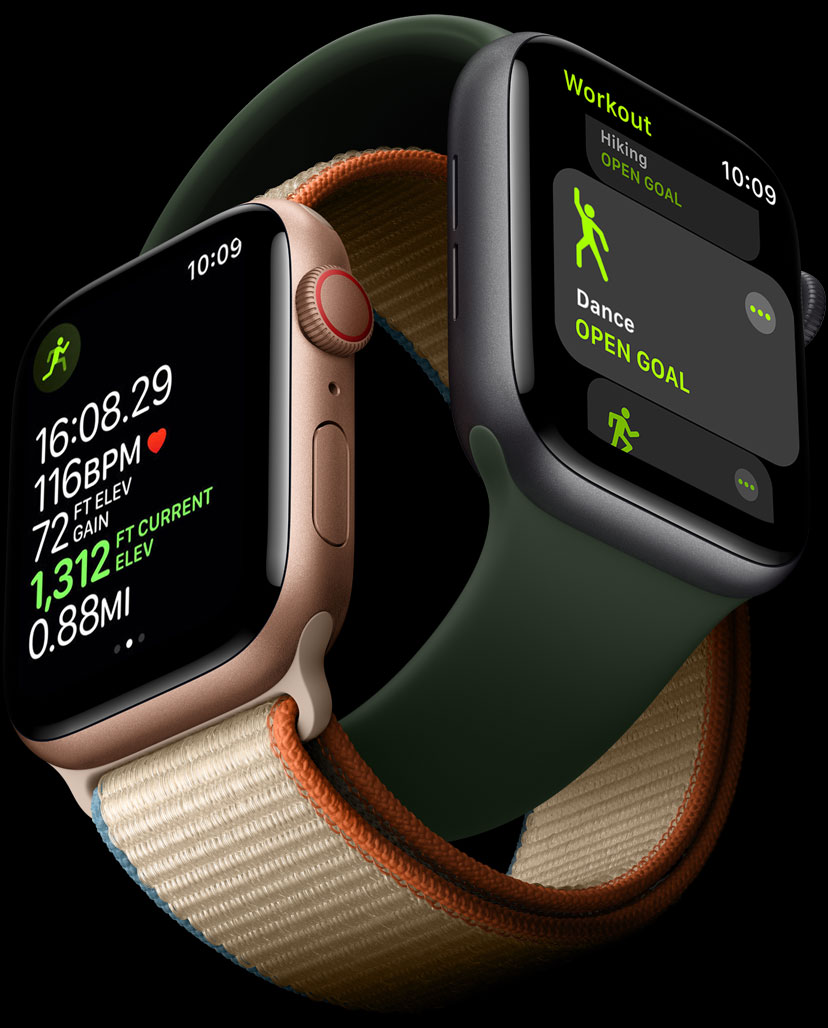 10:09
16:08.29
116BPM
72 FT ELEV
GAIN
1,312 FT CURRENT
ELEV
0.88MI
Workout
10:09
Hiking
OPEN GOAL
Dance
OPEN GOAL